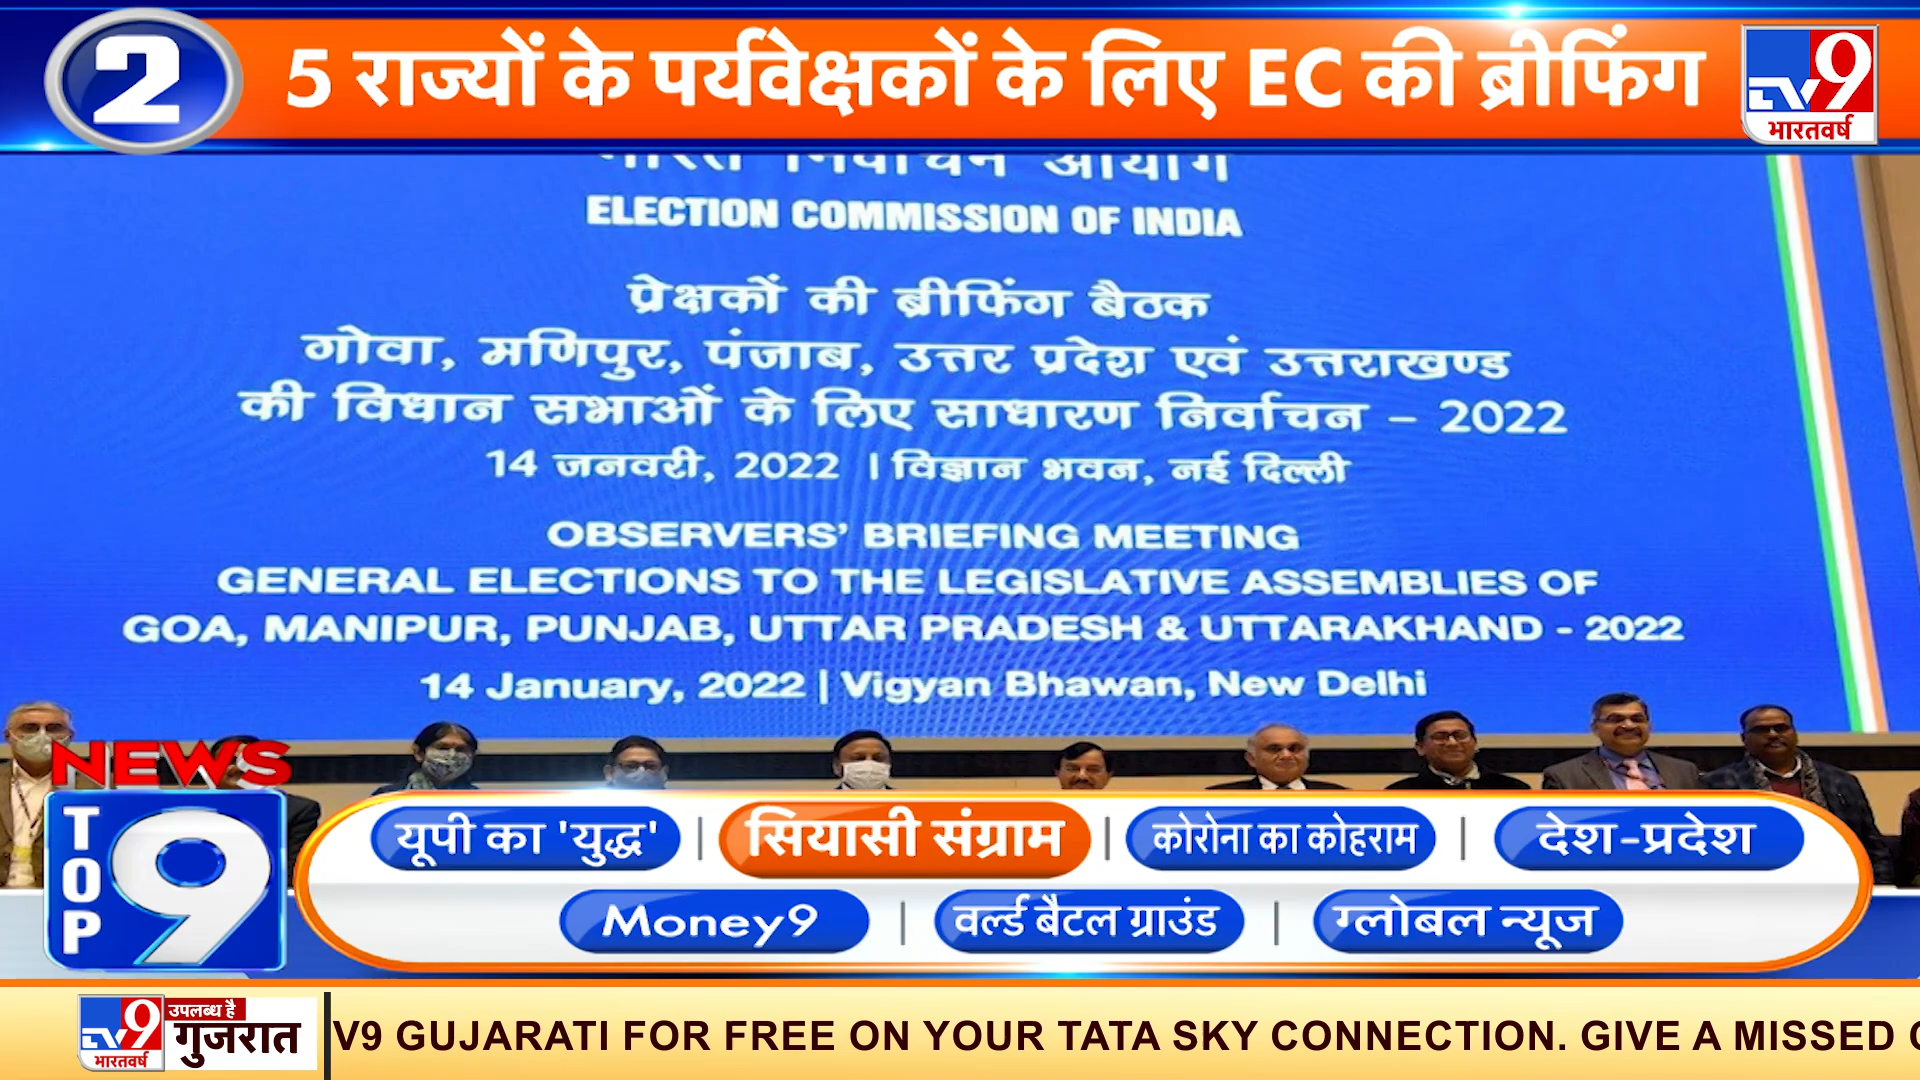 2
5 राज्यों के पर्यवेक्षकों के लिए EC की ब्रीफिंग
TV9
भारतवर्ष
भारत निर्वाचन आयोग
ELECTION COMMISSION OF INDIA
प्रेक्षकों की ब्रीफिंग बैठक
गोवा, मणिपुर, पंजाब, उत्तर प्रदेश एवं उत्तराखण्ड
की विधान सभाओं के लिए साधारण निर्वाचन – 2022
14 जनवरी, 2022 | विज्ञान भवन, नई दिल्ली
OBSERVERS' BRIEFING MEETING
GENERAL ELECTIONS TO THE LEGISLATIVE ASSEMBLIES OF
GOA, MANIPUR, PUNJAB, UTTAR PRADESH & UTTARAKHAND - 2022
14 January, 2022 | Vigyan Bhawan, New Delhi
NEWS
TOP 9
यूपी का 'युद्ध' | सियासी संग्राम | कोरोना का कोहराम | देश-प्रदेश
Money9 | वर्ल्ड बैटल ग्राउंड | ग्लोबल न्यूज
TV9
भारतवर्ष
उपलब्ध है
गुजरात
V9 GUJARATI FOR FREE ON YOUR TATA SKY CONNECTION. GIVE A MISSED